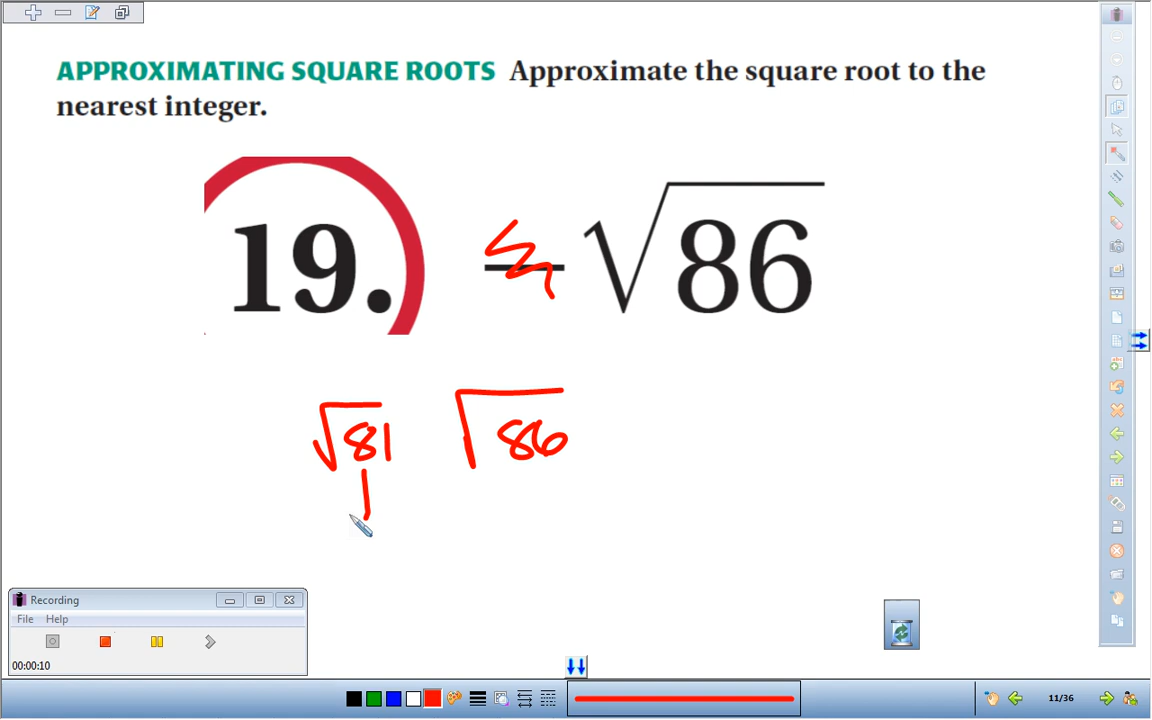 APPROXIMATING SQUARE ROOTS Approximate the square root to the
nearest integer.
19. −√86
√81 √86
Recording
File Help
00:00:10
11/36